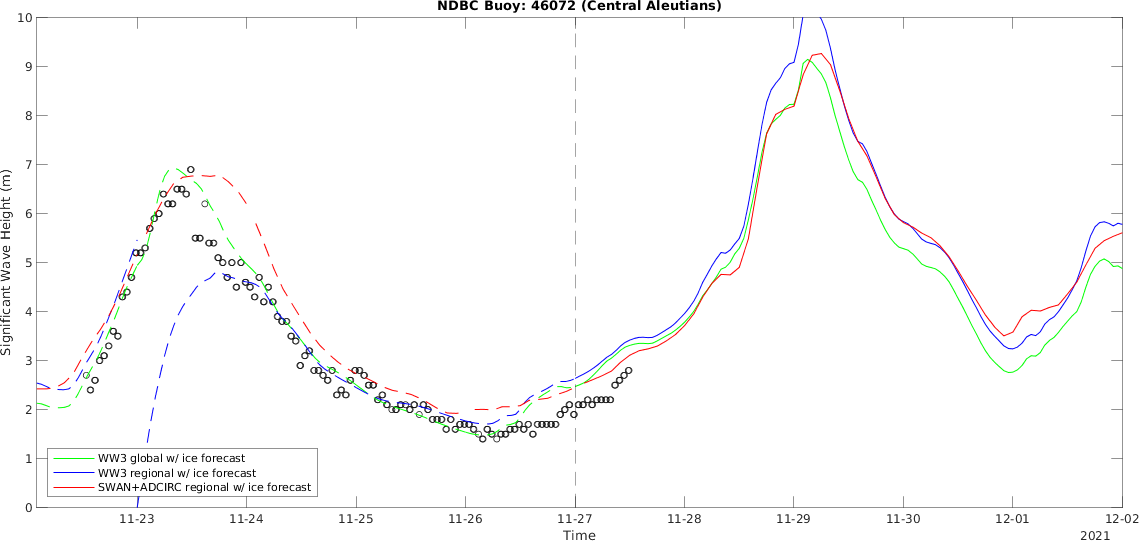 NDBC Buoy: 46072 (Central Aleutians)
10
9
8
7
6
5
4
3
2
1
0
Significant Wave Height (m)
WW3 global w/ ice forecast
WW3 regional w/ ice forecast
SWAN+ADCIRC regional w/ ice forecast
11-23 11-24 11-25 11-26 11-27 11-28 11-29 11-30 12-01 12-02
Time
2021